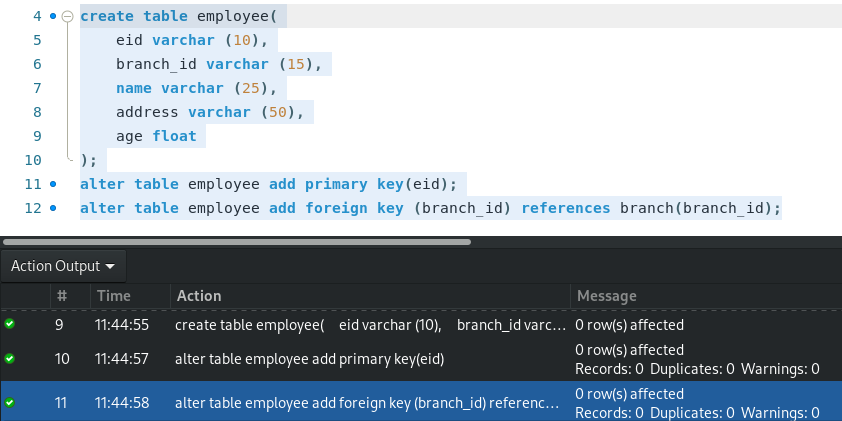 4 create table employee(
5 eid varchar (10),
6 branch_id varchar (15),
7 name varchar (25),
8 address varchar (50),
9 age float
10 );
11 alter table employee add primary key(eid);
12 alter table employee add foreign key (branch_id) references branch(branch_id);
Action Output
# Time Action Message
9 11:44:55 create table employee( eid varchar (10), branch_id varc... 0 row(s) affected
10 11:44:57 alter table employee add primary key(eid) 0 row(s) affected
Records: 0 Duplicates: 0 Warnings: 0
11 11:44:58 alter table employee add foreign key (branch_id) referenc... 0 row(s) affected
Records: 0 Duplicates: 0 Warnings: 0